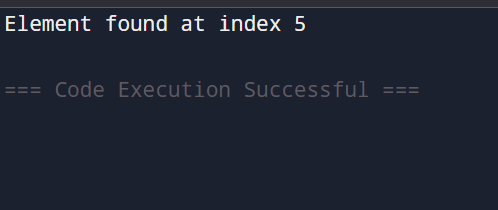 Element found at index 5
=== Code Execution Successful ===